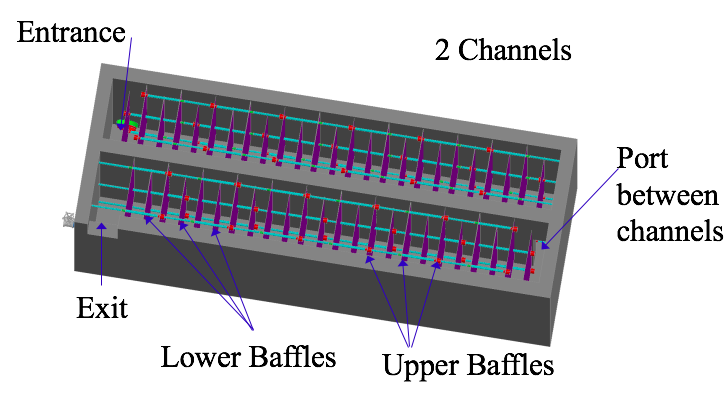 Entrance
2 Channels
Port
between
channels
Exit
Lower Baffles
Upper Baffles